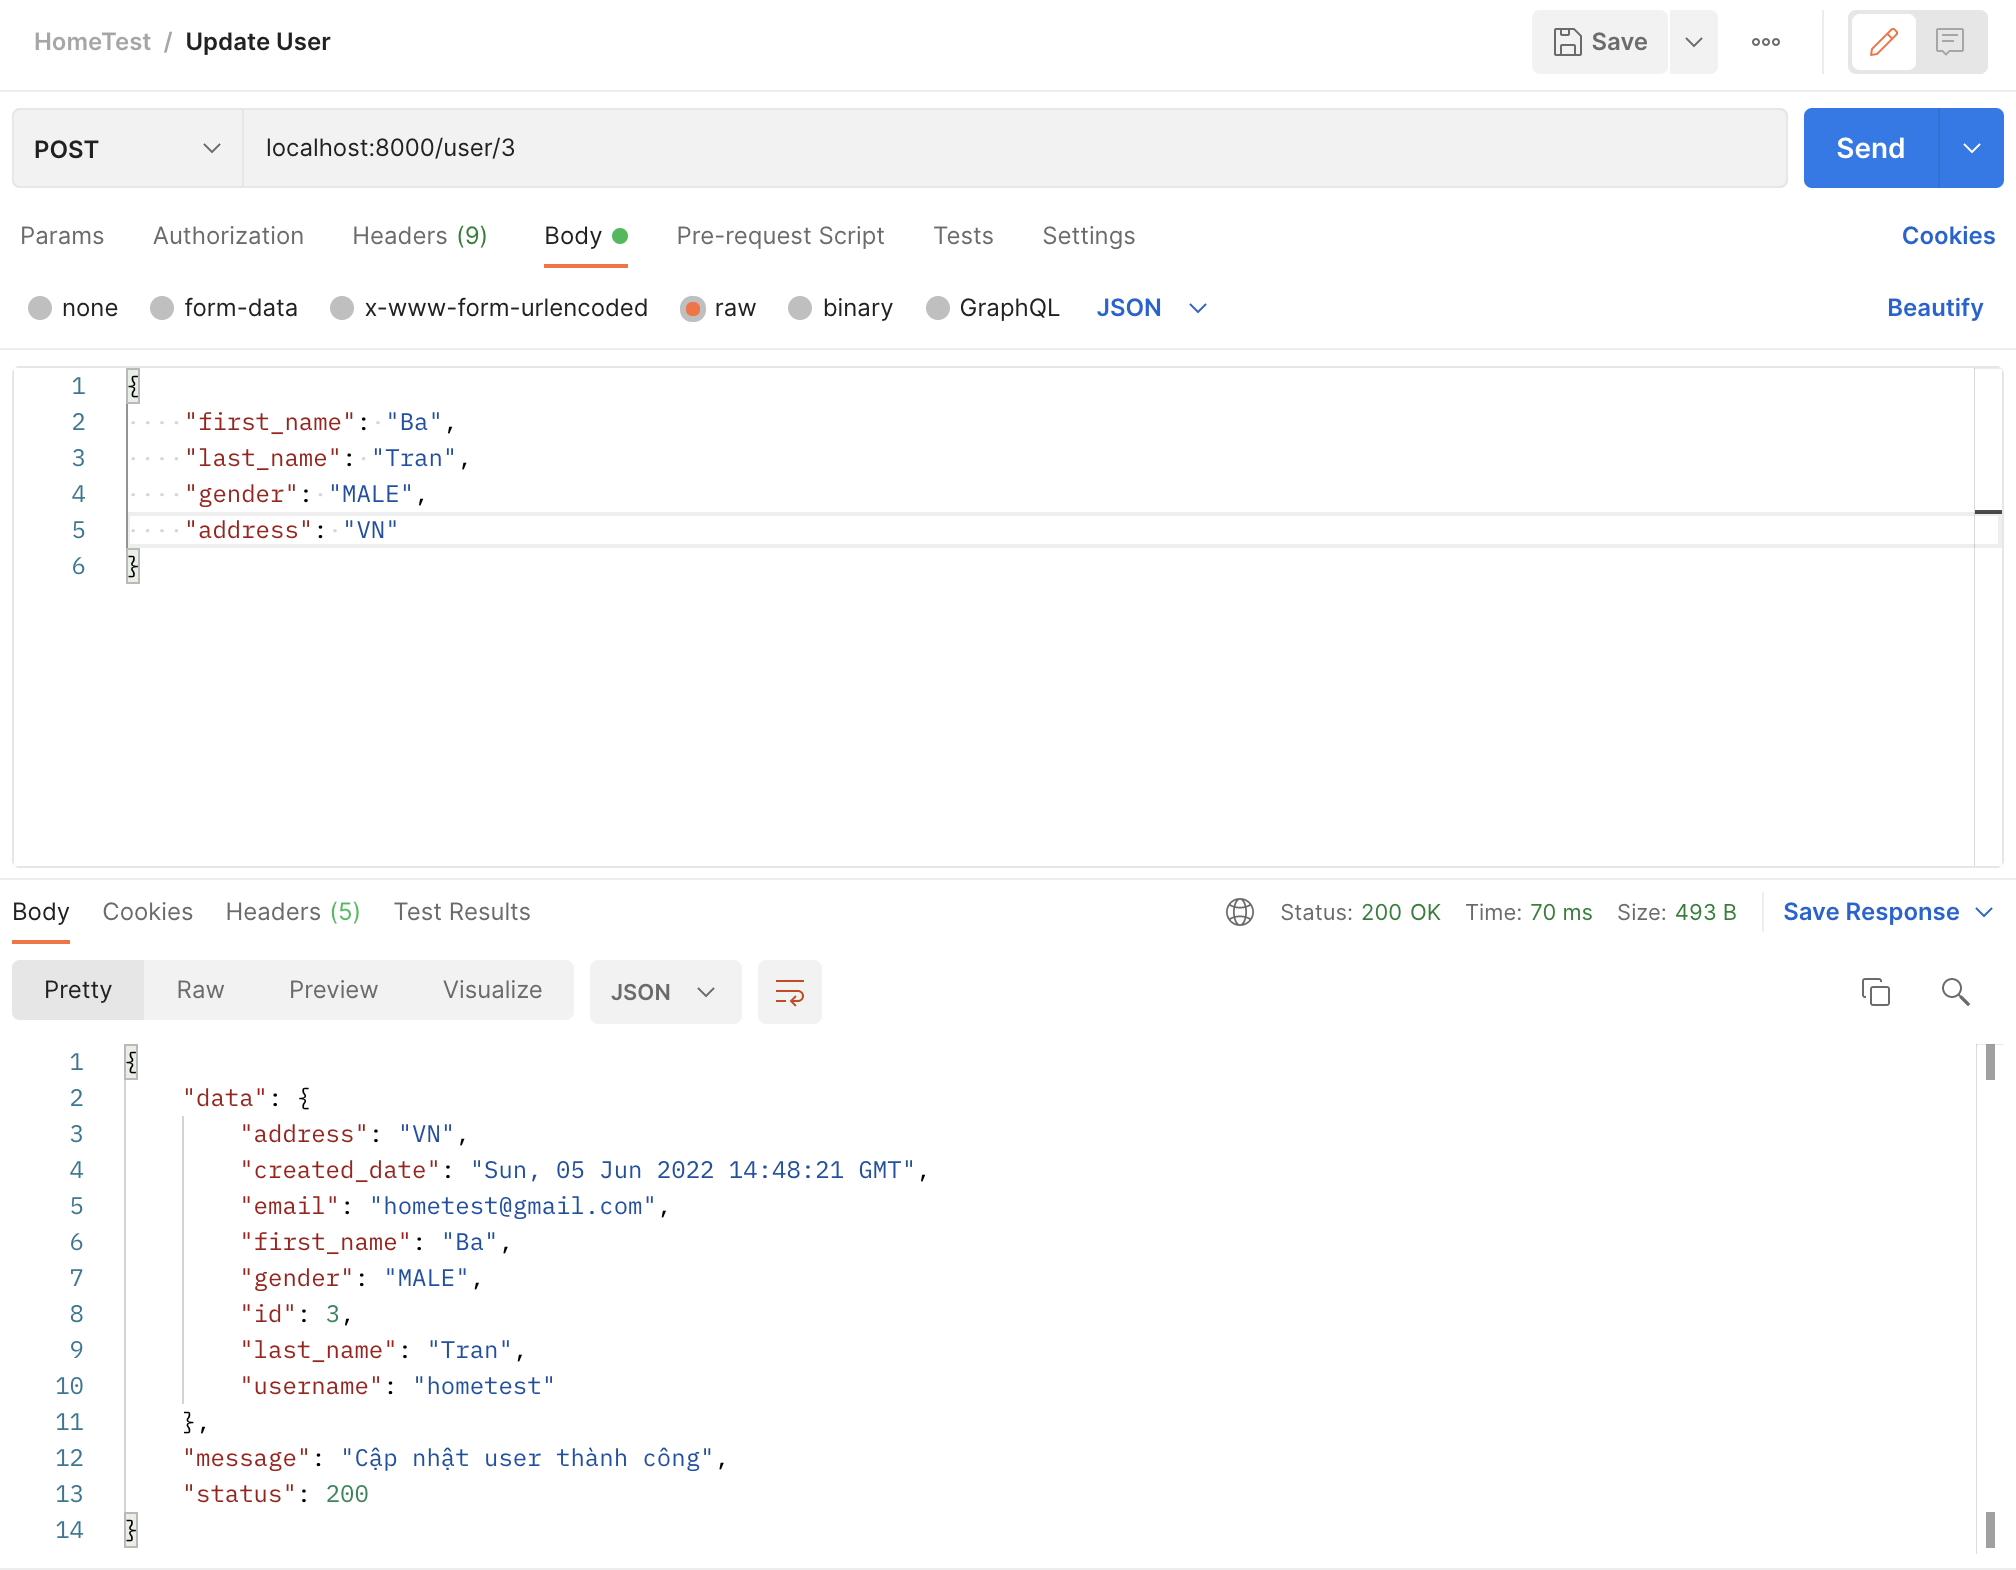 HomeTest / Update User
Save
POST localhost:8000/user/3 Send
Params Authorization Headers (9) Body Pre-request Script Tests Settings Cookies
none form-data x-www-form-urlencoded raw binary GraphQL JSON Beautify
1 {
2 "first_name": "Ba",
3 "last_name": "Tran",
4 "gender": "MALE",
5 "address": "VN"
6 }
Body Cookies Headers (5) Test Results Status: 200 OK Time: 70 ms Size: 493 B Save Response
Pretty Raw Preview Visualize JSON
1 {
2 "data": {
3 "address": "VN",
4 "created_date": "Sun, 05 Jun 2022 14:48:21 GMT",
5 "email": "hometest@gmail.com",
6 "first_name": "Ba",
7 "gender": "MALE",
8 "id": 3,
9 "last_name": "Tran",
10 "username": "hometest"
11 },
12 "message": "Cập nhật user thành công",
13 "status": 200
14 }